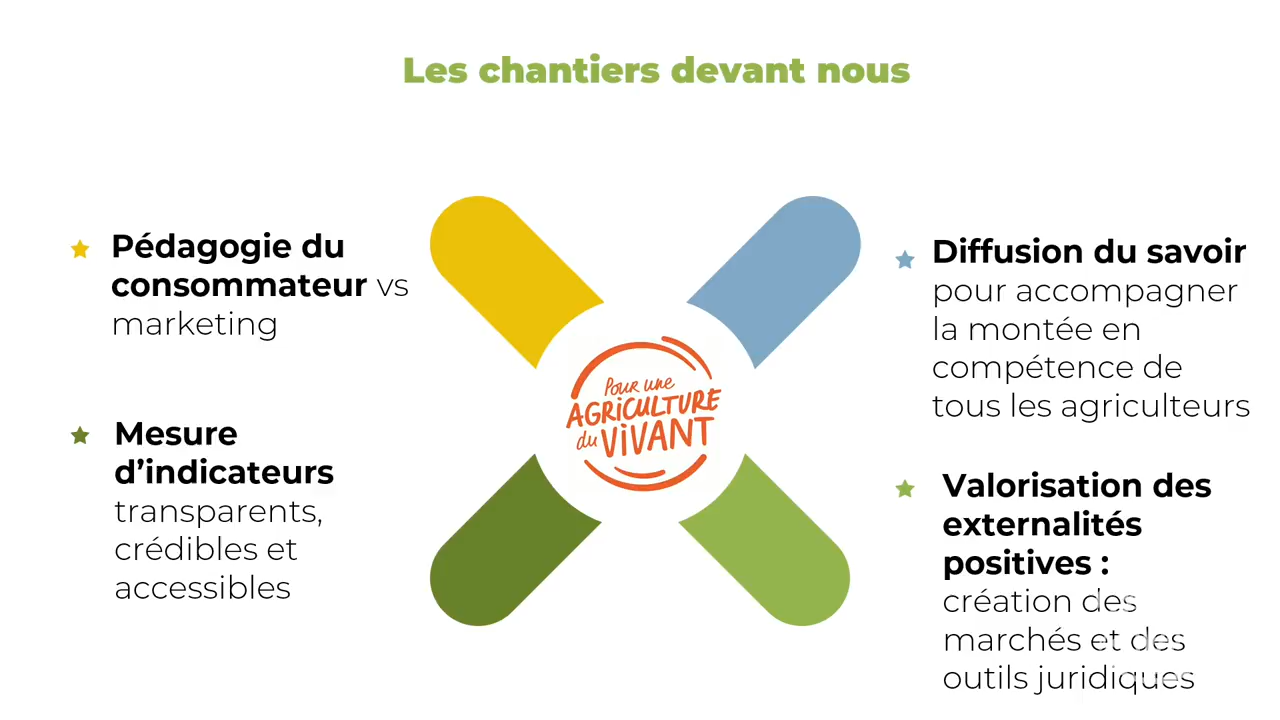 Les chantiers devant nous
Pédagogie du
consommateur vs
marketing
Mesure
d’indicateurs
transparents,
crédibles et
accessibles
Pour une
AGRiCULTURE
du ViVANT
Diffusion du savoir
pour accompagner
la montée en
compétence de
tous les agriculteurs
Valorisation des
externalités
positives :
création des
marchés et des
outils juridiques